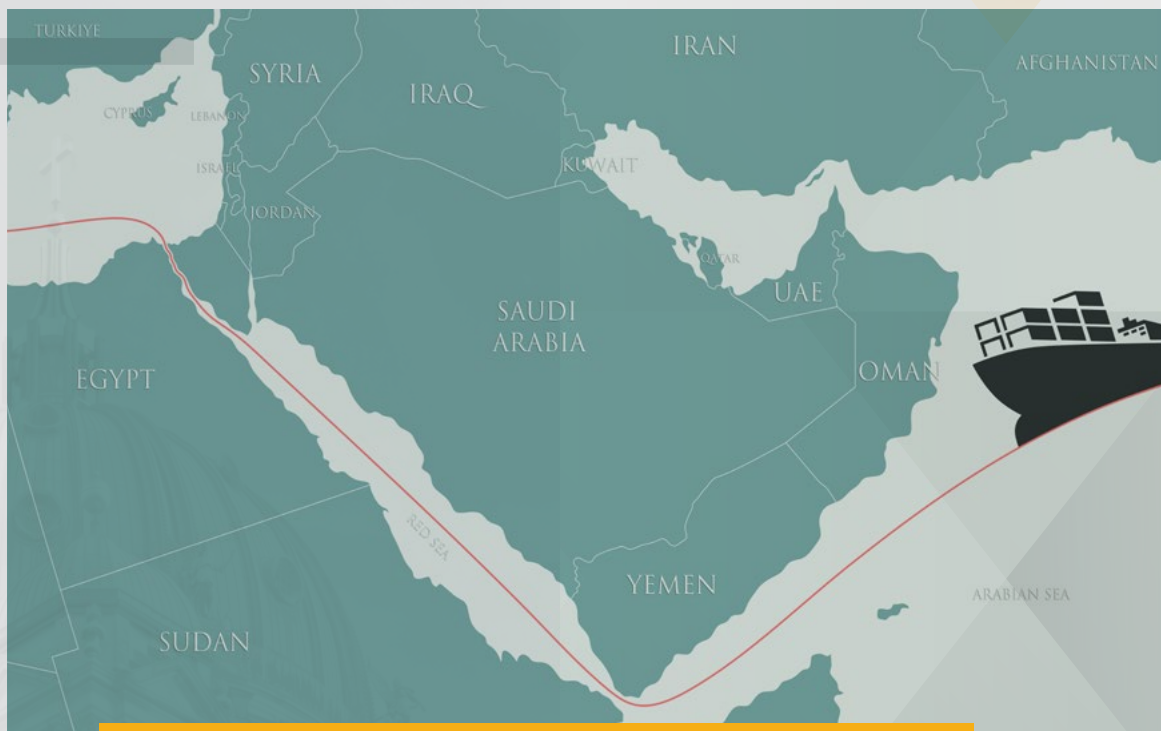 TURKIYE
SYRIA
IRAQ
IRAN
AFGHANISTAN
CYPRUS
LEBANON
ISRAEL
KUWAIT
JORDAN
QATAR
UAE
SAUDI
ARABIA
EGYPT
OMAN
RED SEA
YEMEN
ARABIAN SEA
SUDAN